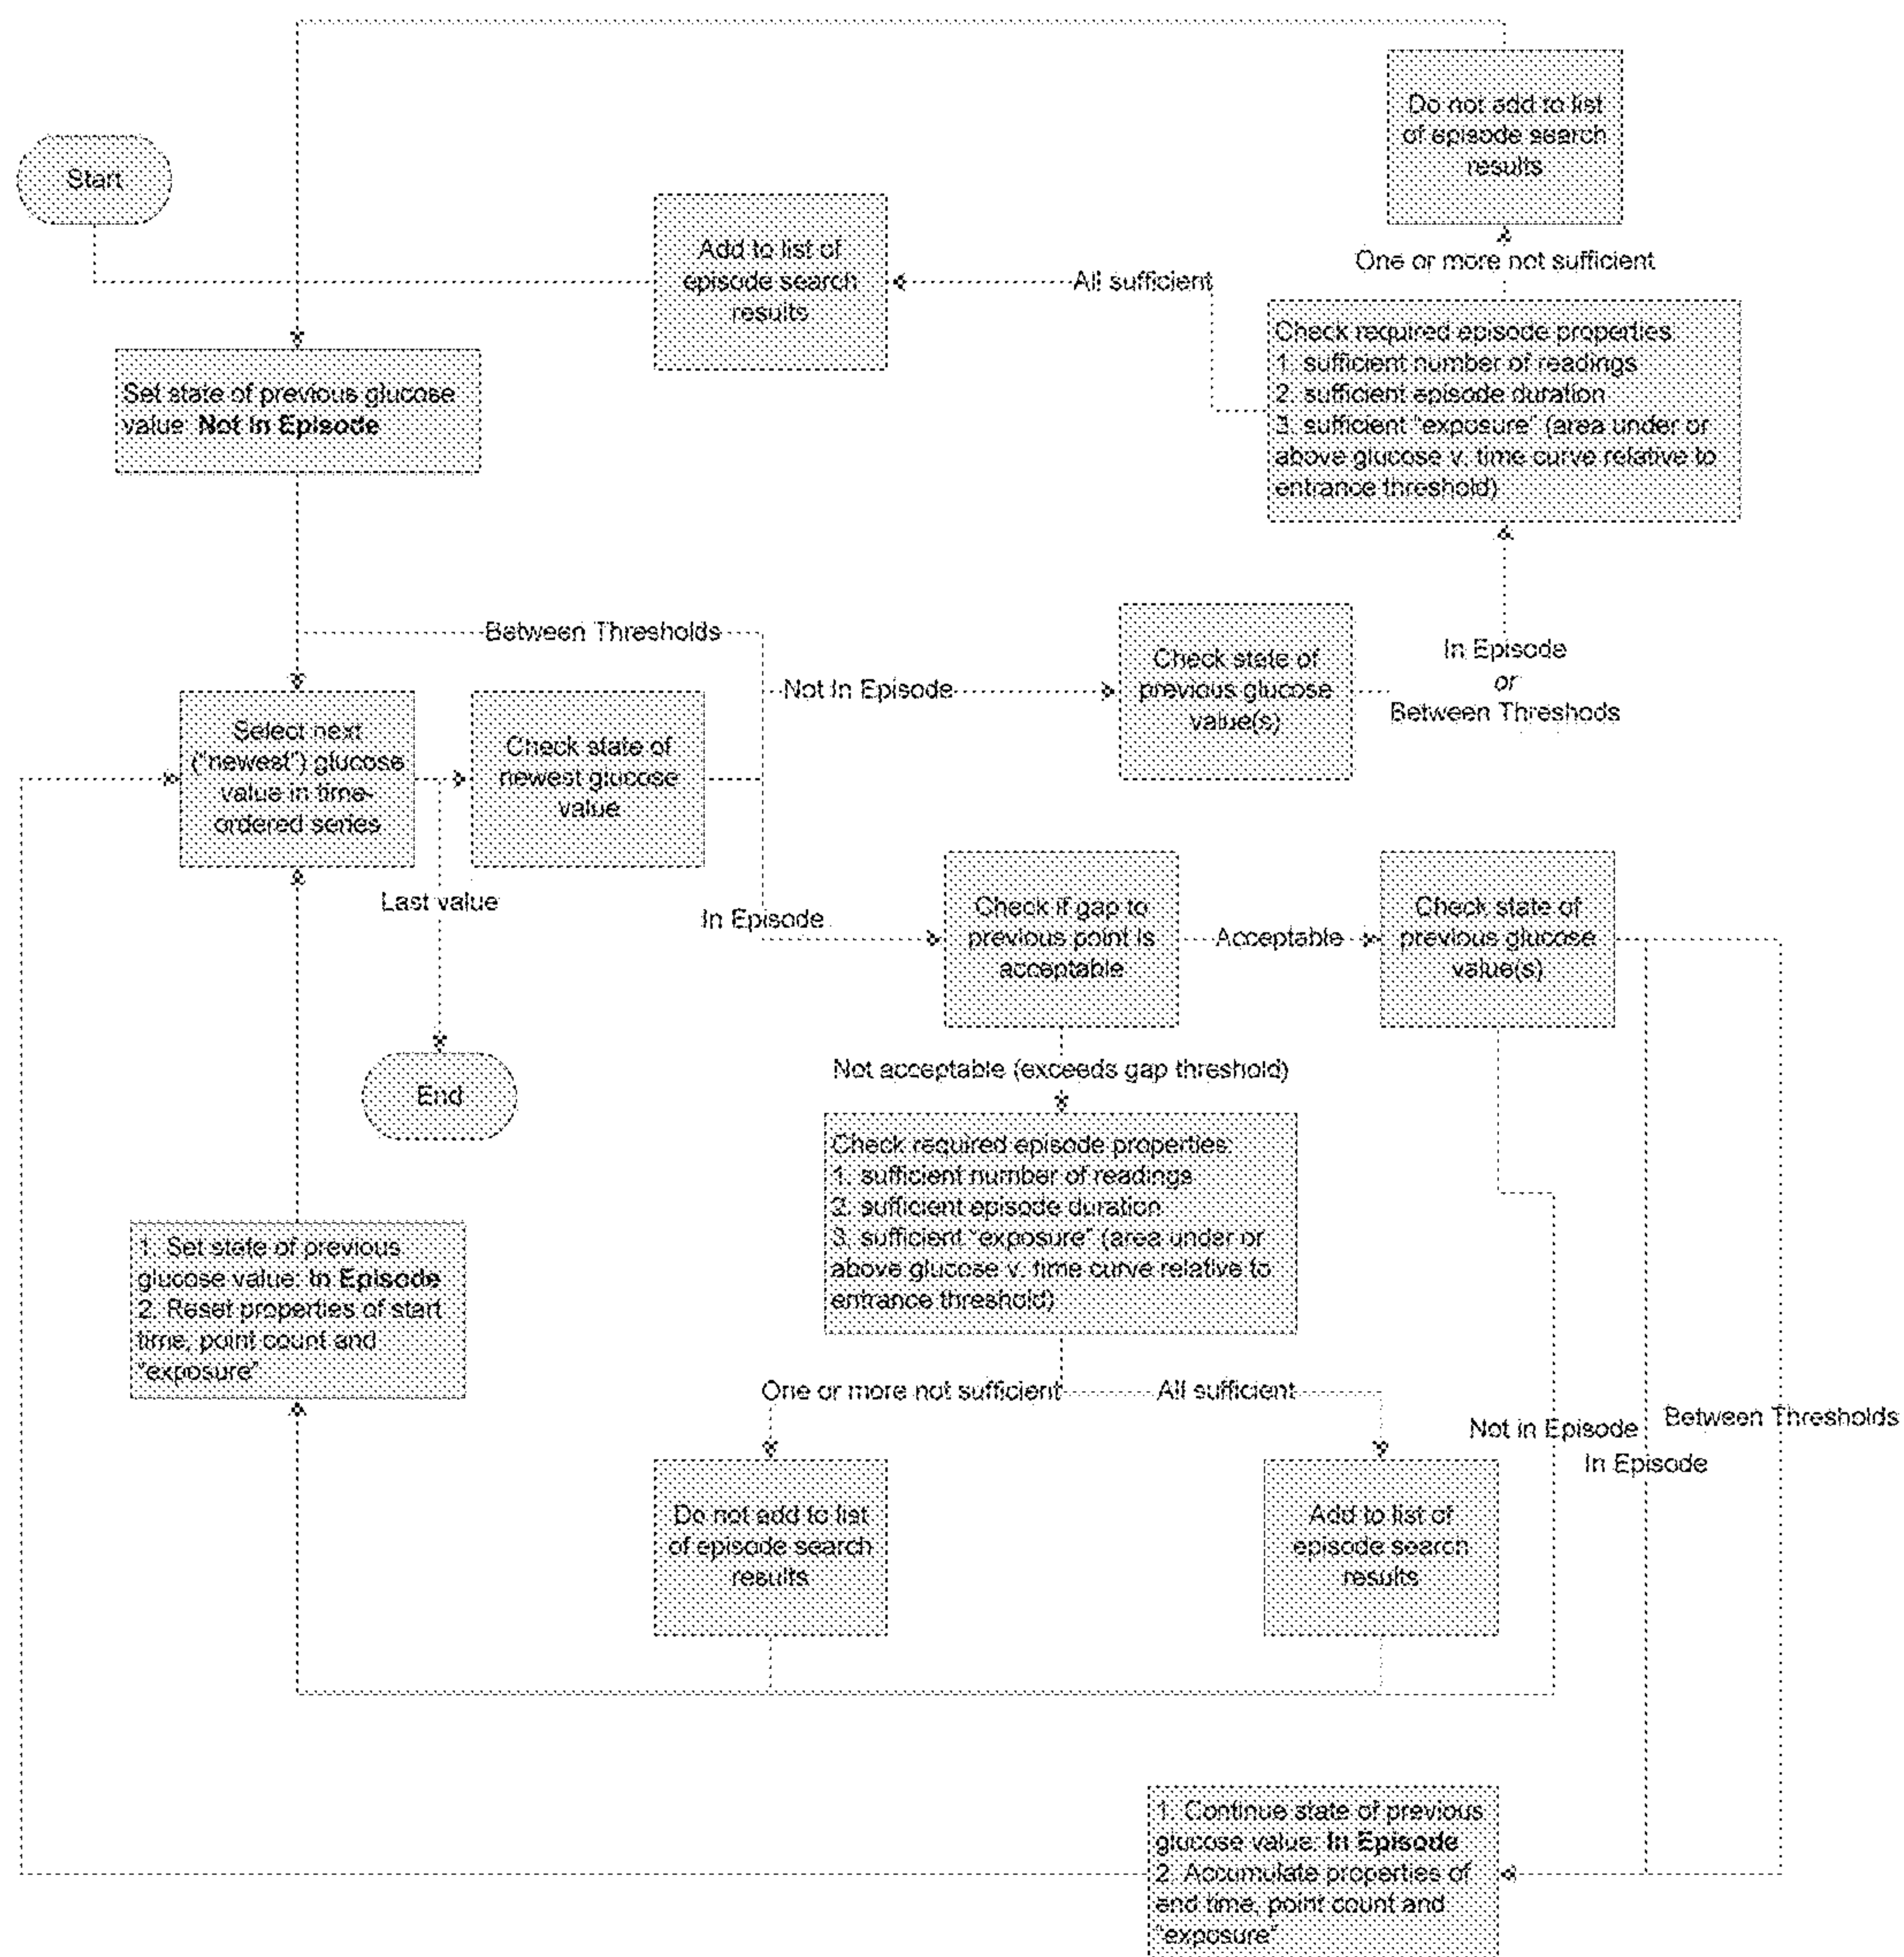 Do not add to list
of episode search
results
Start
Add to list of
episode search
results
One or more not sufficient
All sufficient
Check required episode properties
1. sufficient number of readings
2. sufficient episode duration
3. sufficient "exposure" (area under or
above glucose v. time curve relative to
entrance threshold)
Set state of previous glucose
value: Not In Episode
Between Thresholds
Not In Episode
Check state of
previous glucose
value(s)
In Episode
or
Between Threshods
Select next
("newest") glucose
value in time-
ordered series
Check state of
newest glucose
value
Last value
In Episode
Check if gap to
previous point is
acceptable
Acceptable
Check state of
previous glucose
value(s)
End
Not acceptable (exceeds gap threshold)
Check required episode properties:
1. sufficient number of readings
2. sufficient episode duration
3. sufficient "exposure" (area under or
above glucose v. time curve relative to
entrance threshold)
1. Set state of previous
glucose value: In Episode
2. Reset properties of start
time, point count and
"exposure"
One or more not sufficient
All sufficient
Not in Episode
Between Thresholds
In Episode
Do not add to list
of episode search
results
Add to list of
episode search
results
1. Continue state of previous
glucose value: In Episode
2. Accumulate properties of
end time, point count and
"exposure"